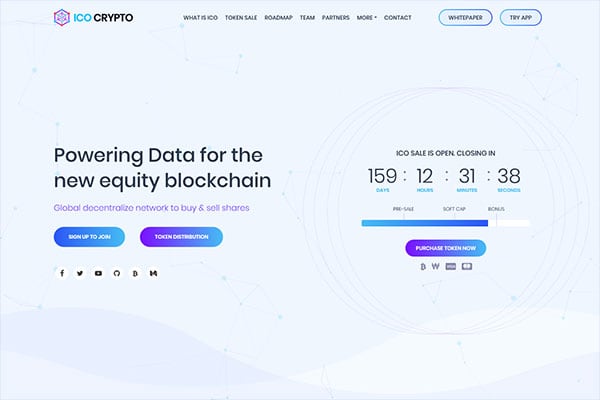 ICO CRYPTO
WHAT IS ICO TOKEN SALE ROADMAP TEAM PARTNERS MORE CONTACT
WHITEPAPER TRY APP
Powering Data for the
new equity blockchain
Global decentralize network to buy & sell shares
SIGN UP TO JOIN TOKEN DISTRIBUTION
ICO SALE IS OPEN. CLOSING IN
159 : 12 : 31 : 38
DAYS HOURS MINUTES SECONDS
PRE-SALE SOFT CAP BONUS
PURCHASE TOKEN NOW
VISA